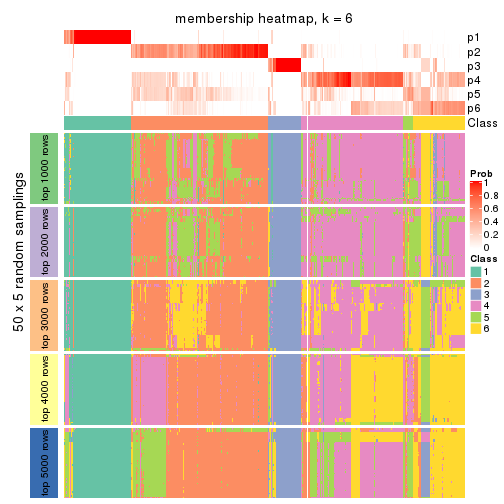 membership heatmap, k = 6
p1
p2
p3
p4
p5
p6
Class
50 x 5 random samplings
top 1000 rows
top 2000 rows
top 3000 rows
top 4000 rows
top 5000 rows
Prob
1
0.8
0.6
0.4
0.2
0
Class
1
2
3
4
5
6